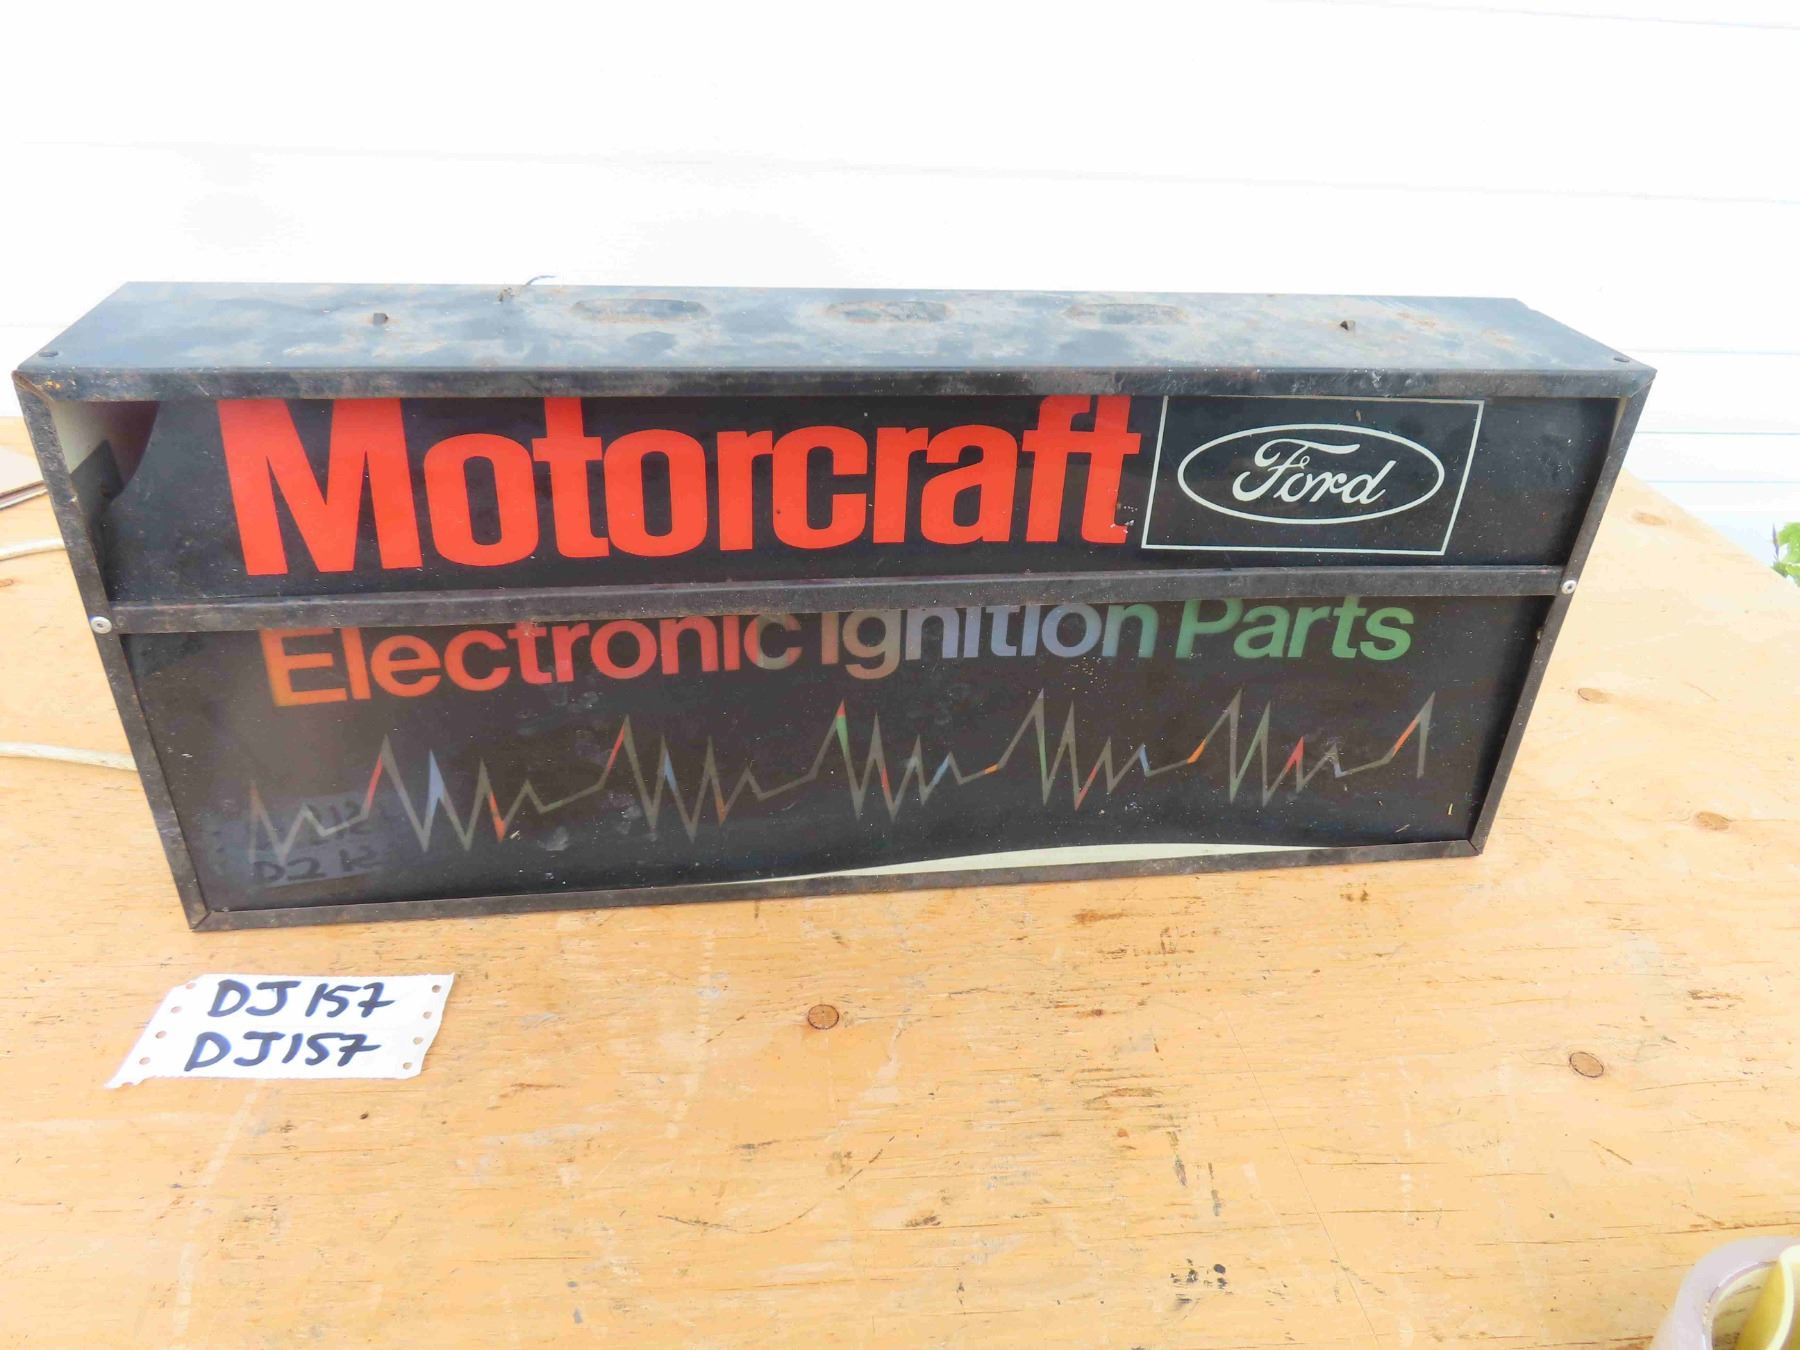 Motorcraft Ford
Electronic Ignition Parts
DJ157
DJ157